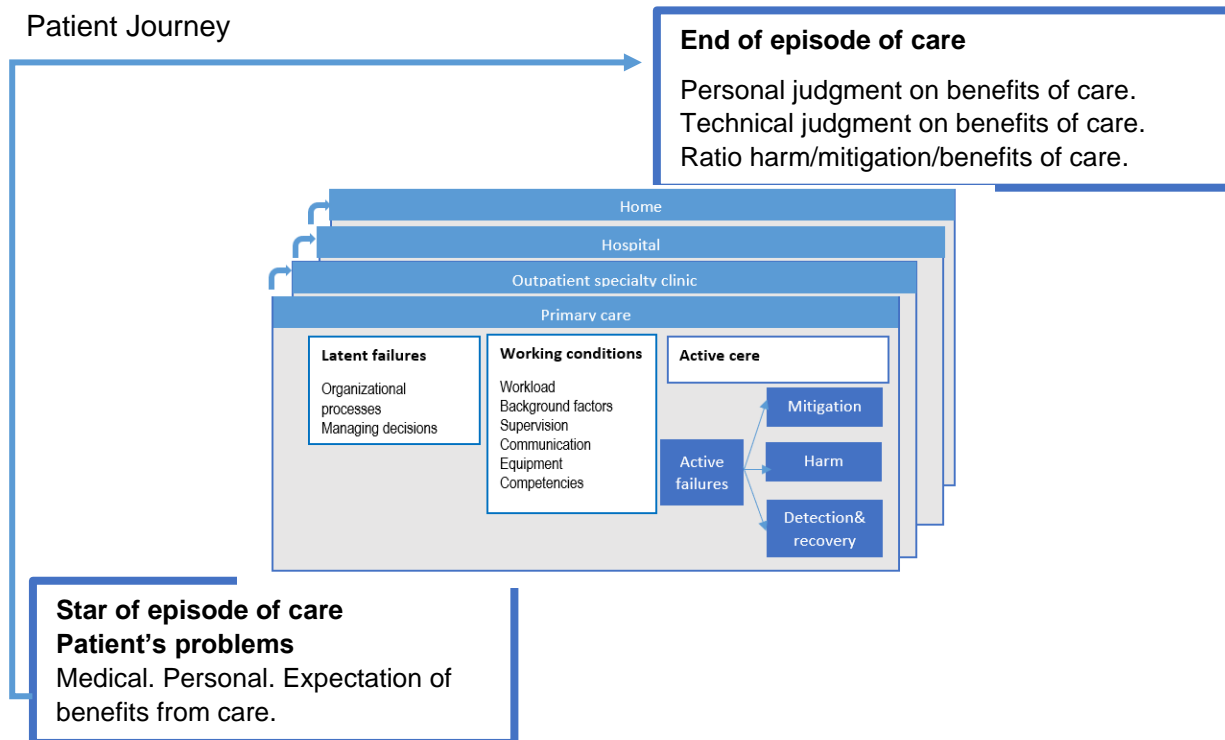 Patient Journey
End of episode of care
Personal judgment on benefits of care.
Technical judgment on benefits of care.
Ratio harm/mitigation/benefits of care.
Home
Hospital
Outpatient specialty clinic
Primary care
Latent failures
Organizational
processes
Managing decisions
Working conditions
Workload
Background factors
Supervision
Communication
Equipment
Competencies
Active cere
Mitigation
Active
failures
Harm
Detection&
recovery
Star of episode of care
Patient’s problems
Medical. Personal. Expectation of
benefits from care.